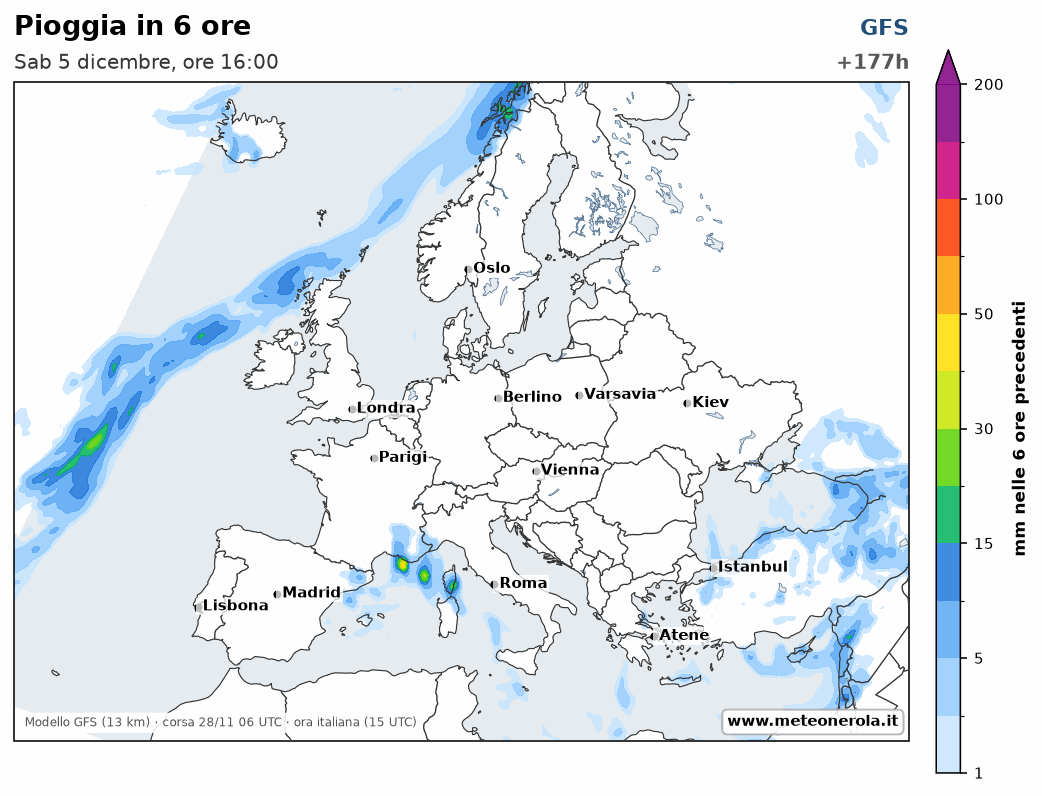 Pioggia in 6 ore
GFS
Sab 5 dicembre, ore 16:00
+177h
200
100
50
30
15
5
1
mm nelle 6 ore precedenti
Oslo
Berlino
Varsavia
Kiev
Londra
Parigi
Vienna
Istanbul
Roma
Madrid
Lisbona
Atene
Modello GFS (13 km) · corsa 28/11 06 UTC · ora italiana (15 UTC)
www.meteonerola.it